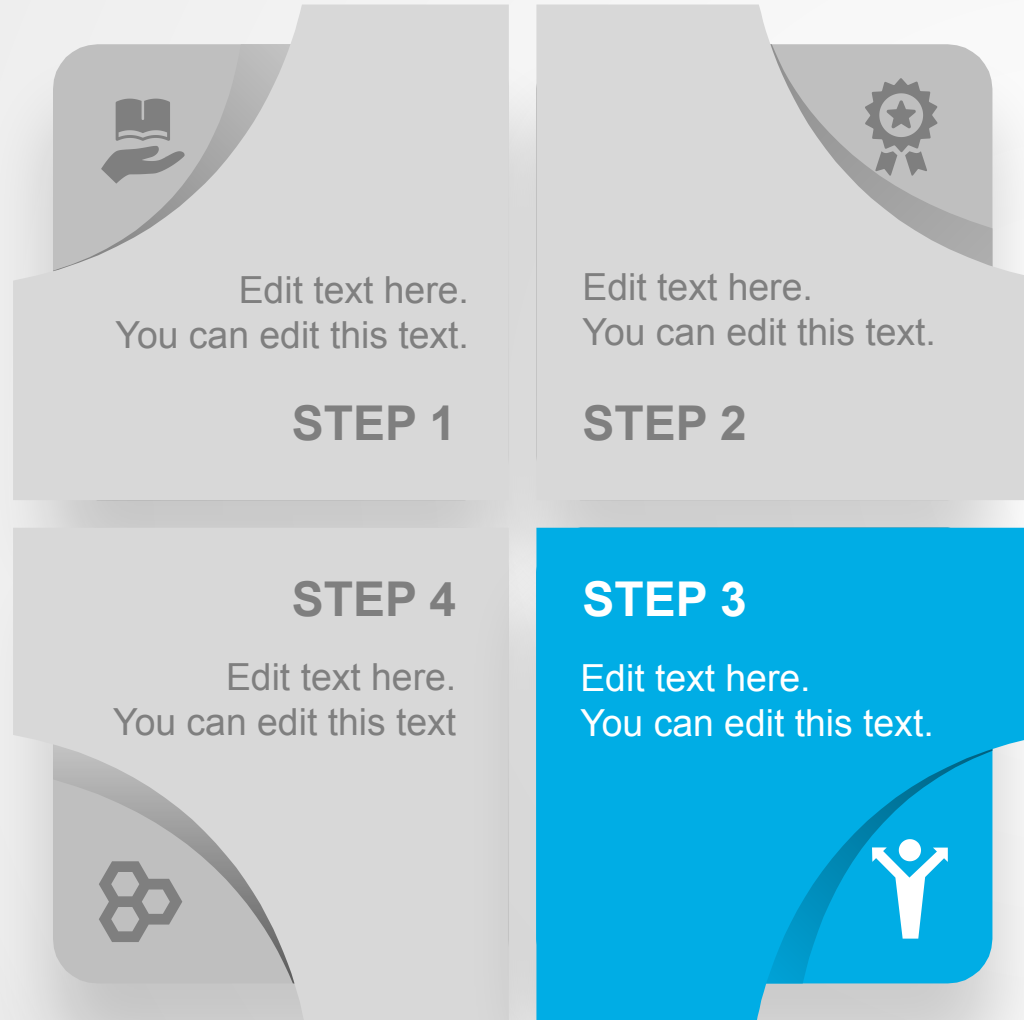 Edit text here.
You can edit this text.
STEP 1
Edit text here.
You can edit this text.
STEP 2
STEP 3
Edit text here.
You can edit this text.
STEP 4
Edit text here.
You can edit this text